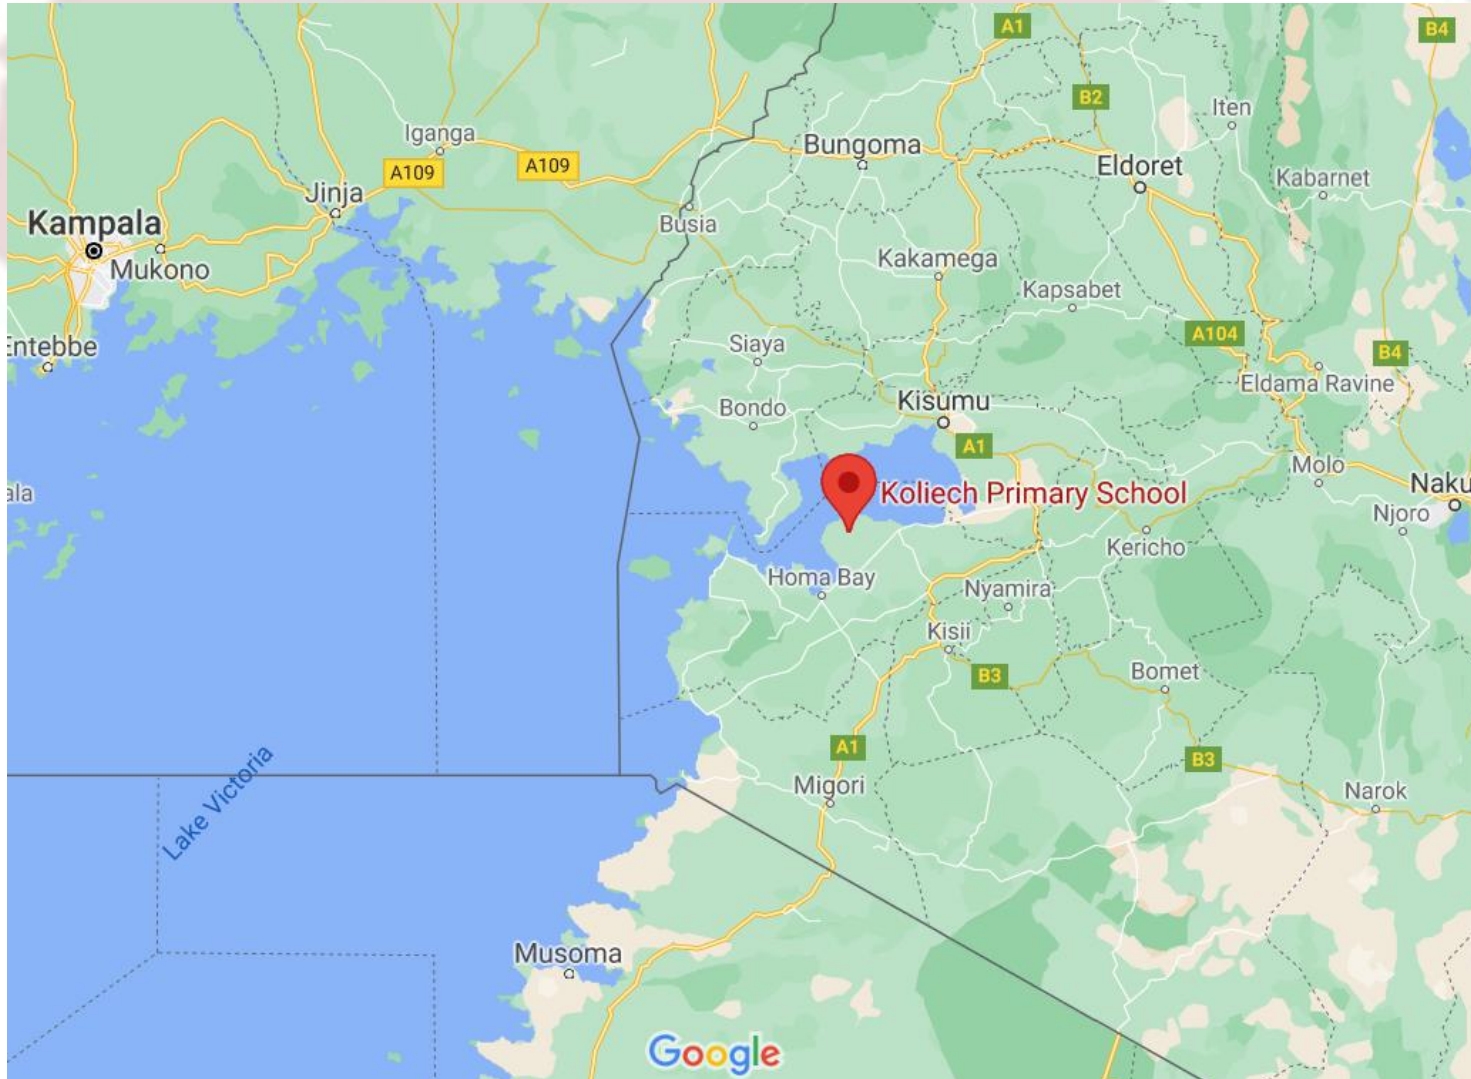 A1
B4
B2
Iten
Iganga
Bungoma
A109
A109
Eldoret
Kabarnet
Jinja
Kampala
Busia
Mukono
Kakamega
Kapsabet
A104
Entebbe
Siaya
B4
Eldama Ravine
Bondo
Kisumu
A1
Molo
ala
Koliech Primary School
Naku
Njoro
Kericho
Homa Bay
Nyamira
Kisii
B3
Bomet
A1
B3
Lake Victoria
Migori
Narok
Musoma
Google